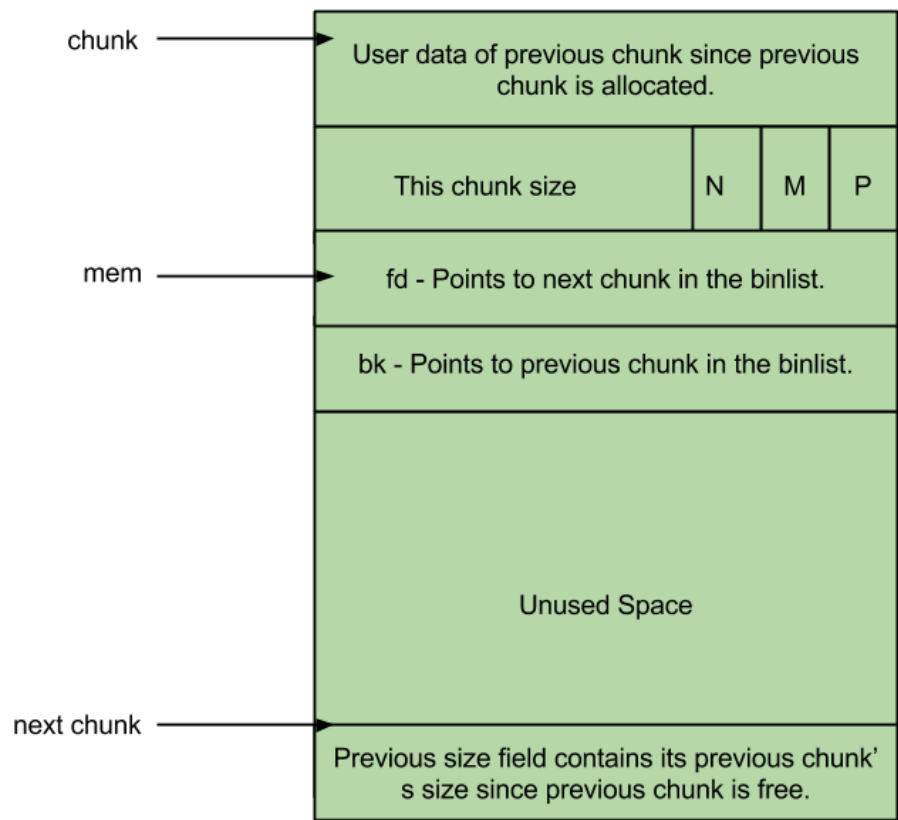 chunk
User data of previous chunk since previous
chunk is allocated.
This chunk size
N
M
P
mem
fd - Points to next chunk in the binlist.
bk - Points to previous chunk in the binlist.
Unused Space
next chunk
Previous size field contains its previous chunk’
s size since previous chunk is free.